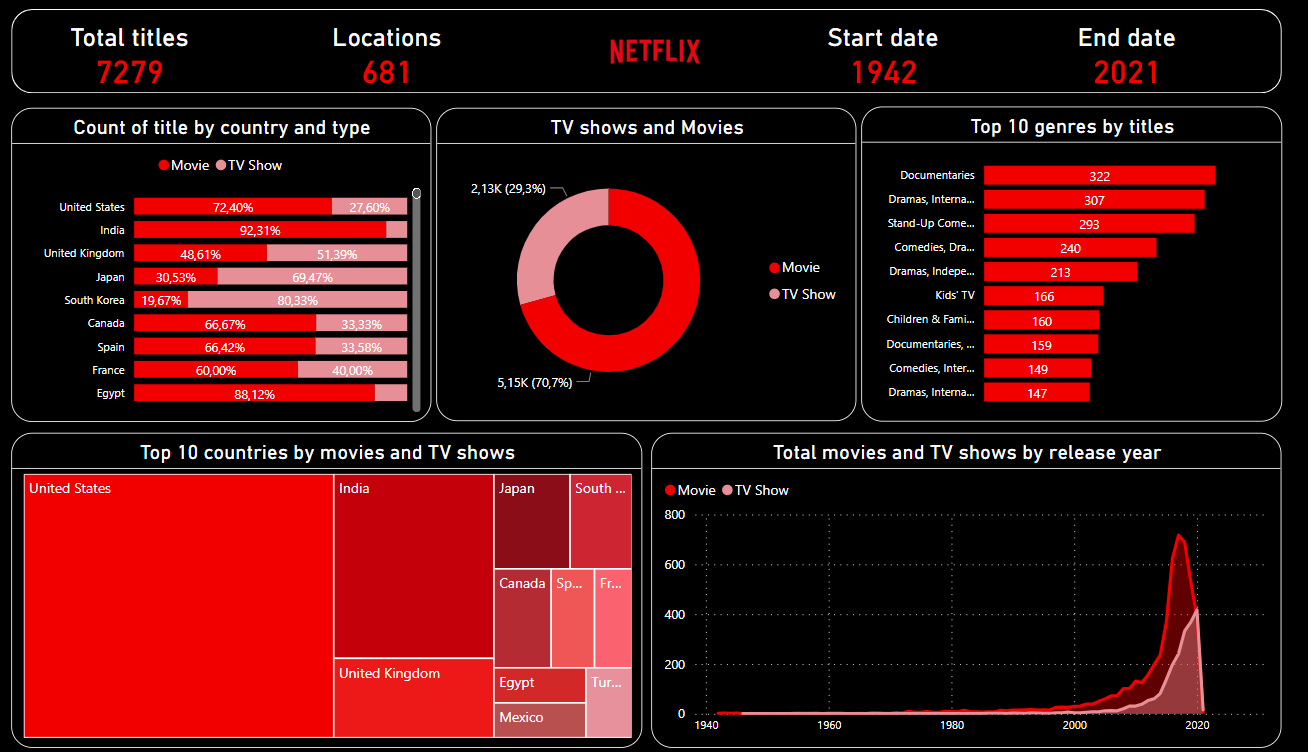 Total titles
7279
Locations
681
NETFLIX
Start date
1942
End date
2021
Count of title by country and type
Movie TV Show
United States 72,40% 27,60%
India 92,31%
United Kingdom 48,61% 51,39%
Japan 30,53% 69,47%
South Korea 19,67% 80,33%
Canada 66,67% 33,33%
Spain 66,42% 33,58%
France 60,00% 40,00%
Egypt 88,12%
TV shows and Movies
2,13K (29,3%)
5,15K (70,7%)
Movie
TV Show
Top 10 genres by titles
Documentaries 322
Dramas, Interna... 307
Stand-Up Come... 293
Comedies, Dra... 240
Dramas, Indepe... 213
Kids' TV 166
Children & Fami... 160
Documentaries, ... 159
Comedies, Inter... 149
Dramas, Interna... 147
Top 10 countries by movies and TV shows
United States
India
United Kingdom
Japan
South ...
Canada
Sp...
Fr...
Egypt
Mexico
Tur...
Total movies and TV shows by release year
Movie TV Show
800
600
400
200
0
1940 1960 1980 2000 2020